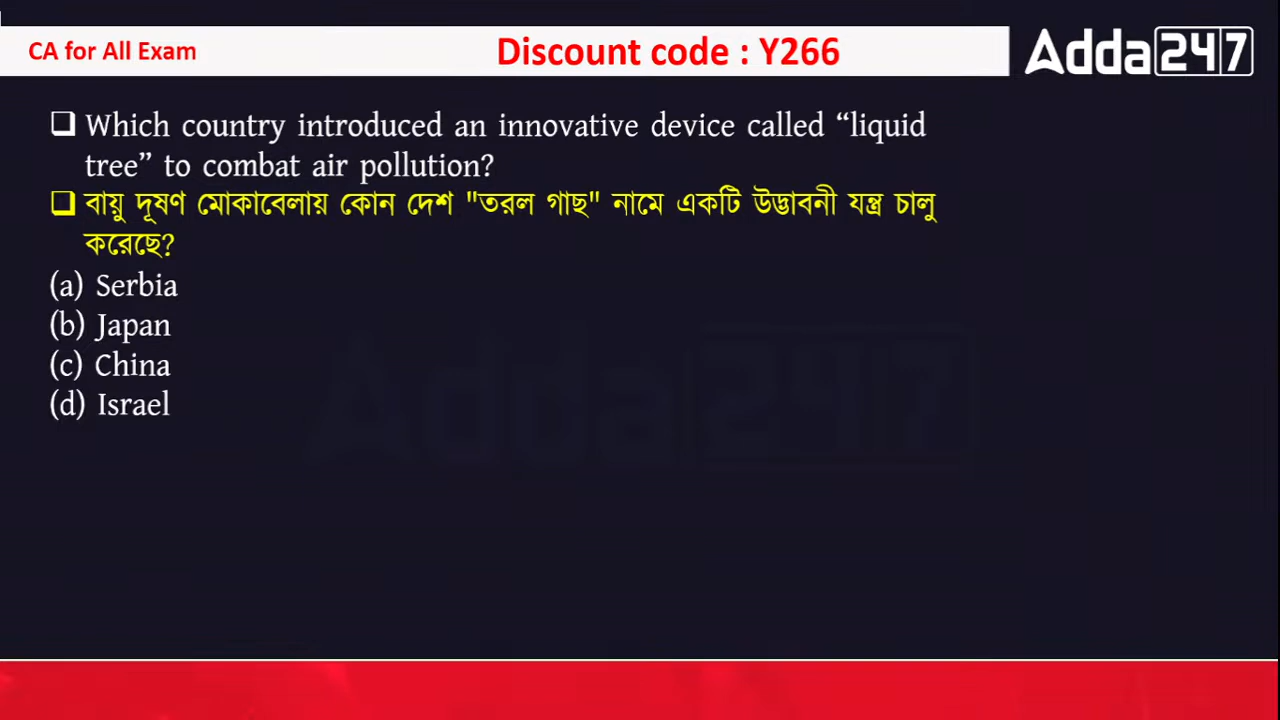 CA for All Exam
Discount code : Y266
Adda247
❑ Which country introduced an innovative device called “liquid
tree” to combat air pollution?
❑ বায়ু দূষণ মোকাবেলায় কোন দেশ "তরল গাছ" নামে একটি উদ্ভাবনী যন্ত্র চালু
করেছে?
(a) Serbia
(b) Japan
(c) China
(d) Israel
Adda247